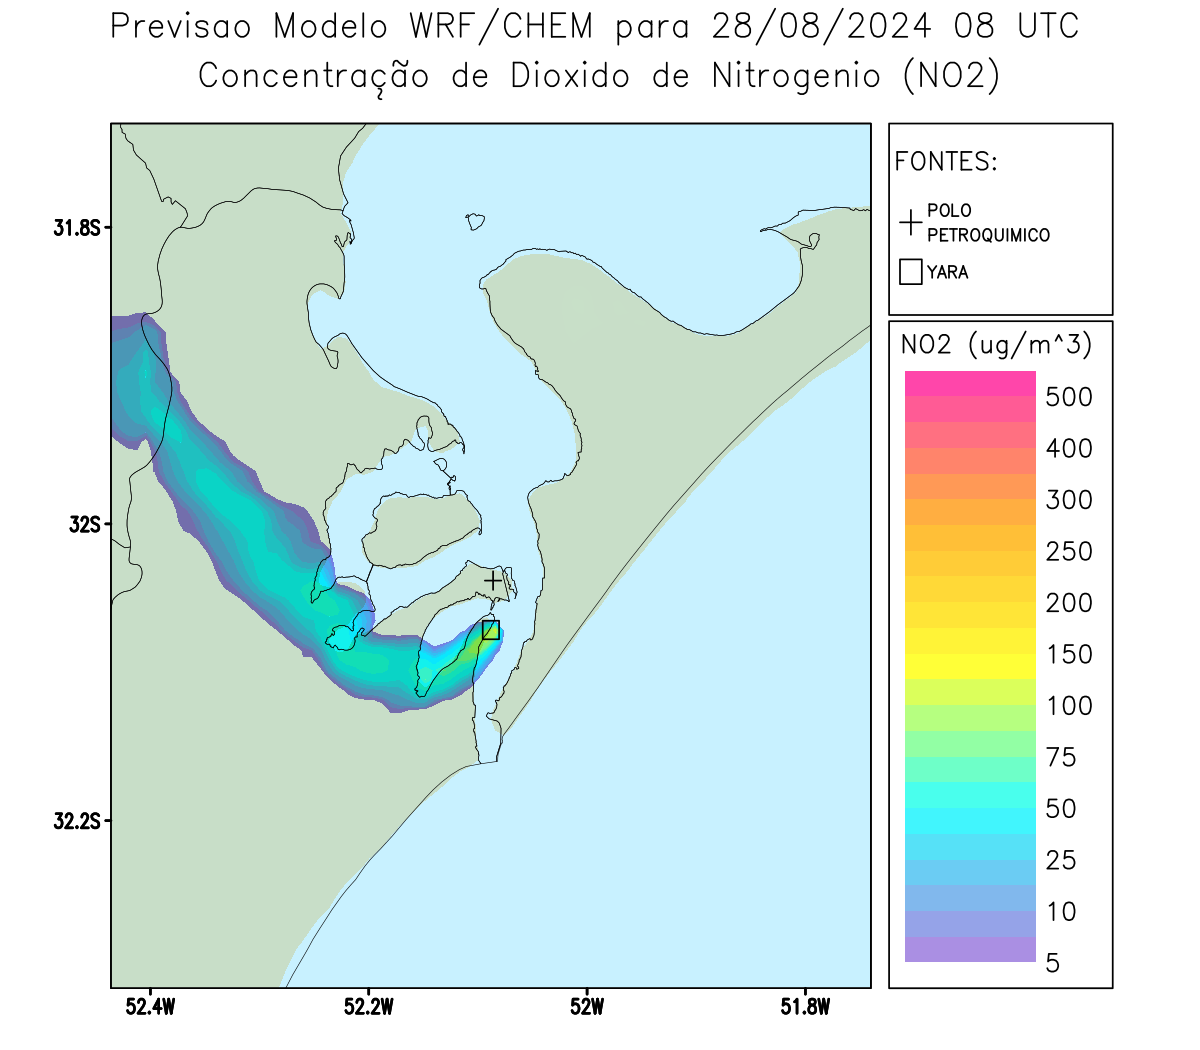 Previsao Modelo WRF/CHEM para 28/08/2024 08 UTC
Concentração de Dioxido de Nitrogenio (NO2)
FONTES:
POLO
PETROQUIMICO
YARA
NO2 (ug/m^3)
500
400
300
250
200
150
100
75
50
25
10
5
31.8S
32S
32.2S
52.4W
52.2W
52W
51.8W